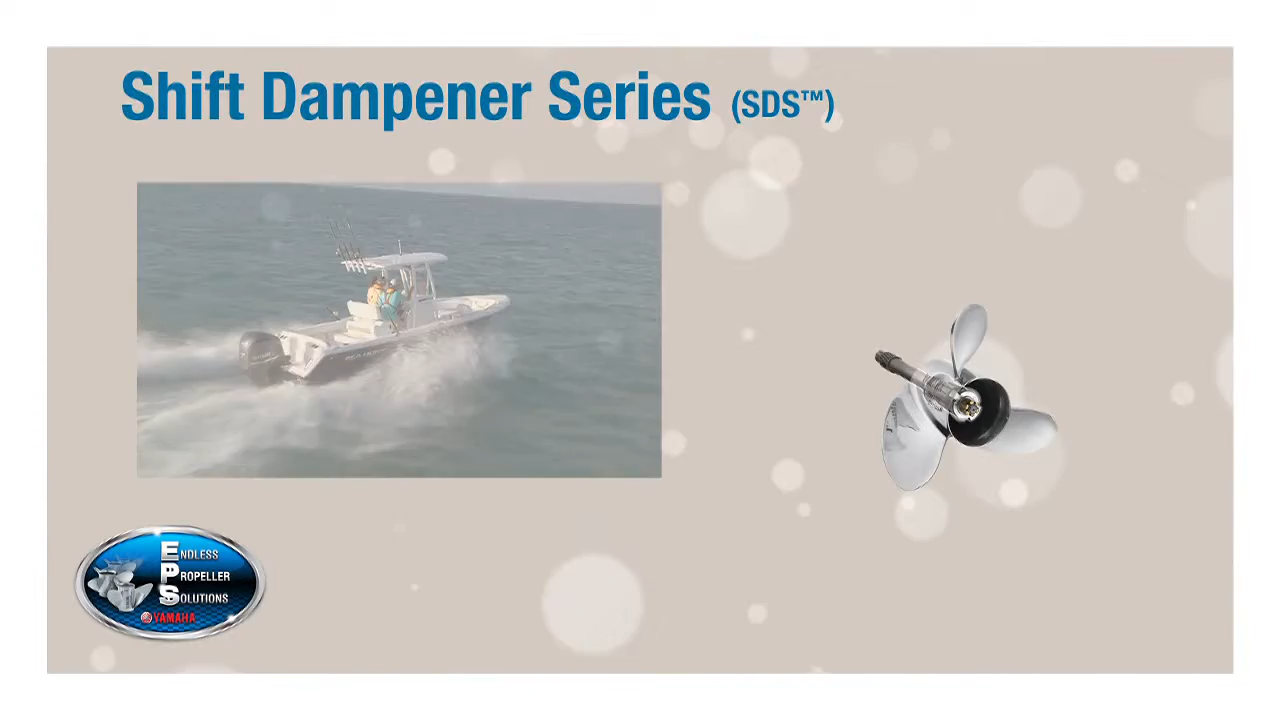 Shift Dampener Series (SDS™)
ENDLESS
PROPELLER
SOLUTIONS
YAMAHA